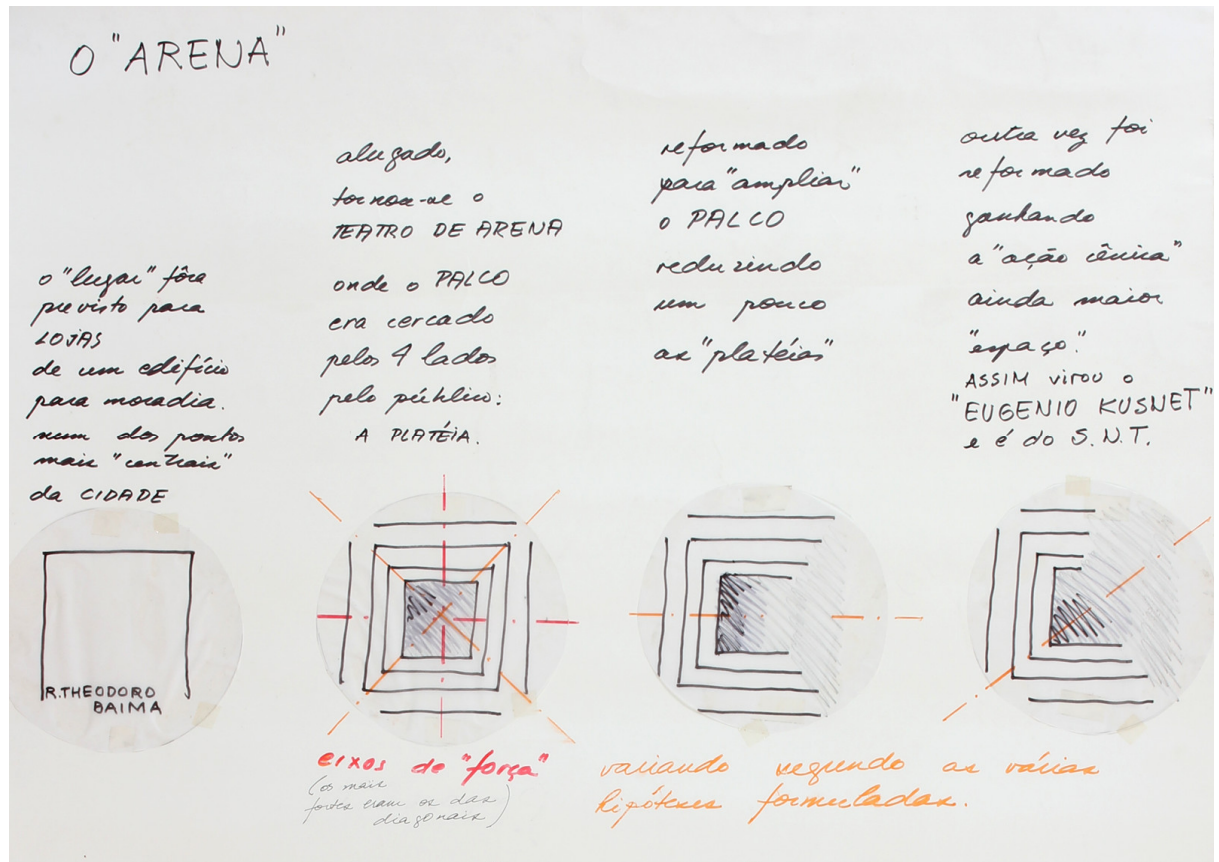 O "ARENA"
o "lugar" fôra
previsto para
LOJAS
de um edifício
para moradia.
num dos pontos
mais "centrais"
da CIDADE
R. THEODORO
BAIMA
alugado,
tornou-se o
TEATRO DE ARENA
onde o PALCO
era cercado
pelos 4 lados
pelo público:
A PLATÉIA.
reformado
para "ampliar"
o PALCO
reduzindo
um pouco
as "platéias"
outra vez foi
reformado
ganhando
a "ação cênica"
ainda maior
"espaço".
ASSIM virou o
"EUGENIO KUSNET"
e é do S.N.T.
eixos de "força"
(os mais
fortes eram os das
diagonais)
variando segundo as várias
hipóteses formuladas.